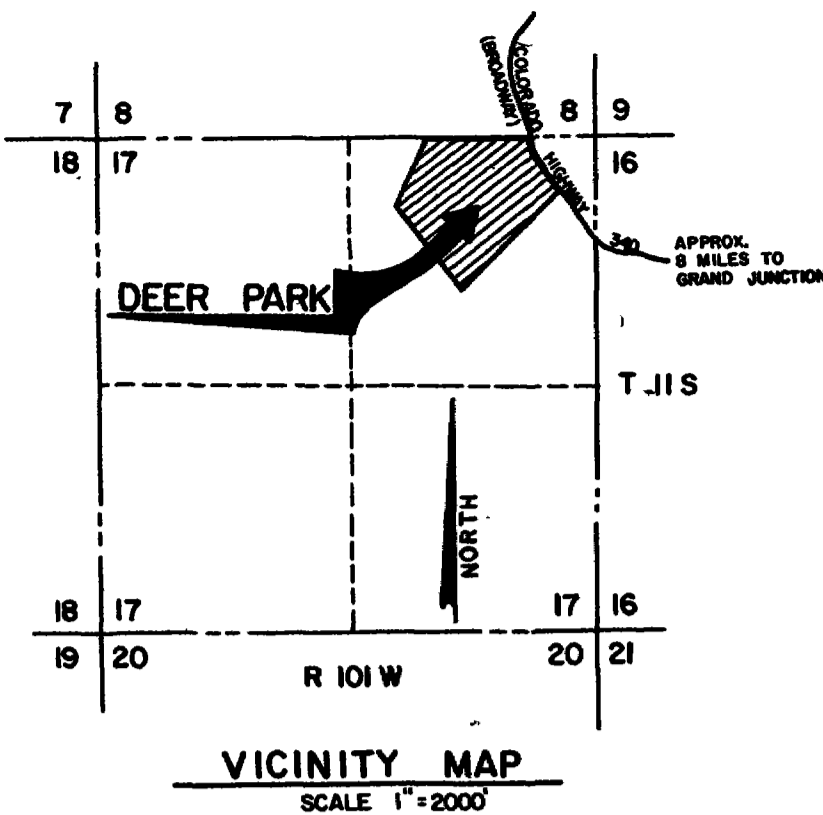 (BROADWAY)
COLORADO
HIGHWAY
340
7 8
8 9
18 17
16
APPROX.
8 MILES TO
GRAND JUNCTION
DEER PARK
T 11 S
NORTH
18 17
17 16
19 20
20 21
R 101 W
VICINITY MAP
SCALE 1" = 2000'